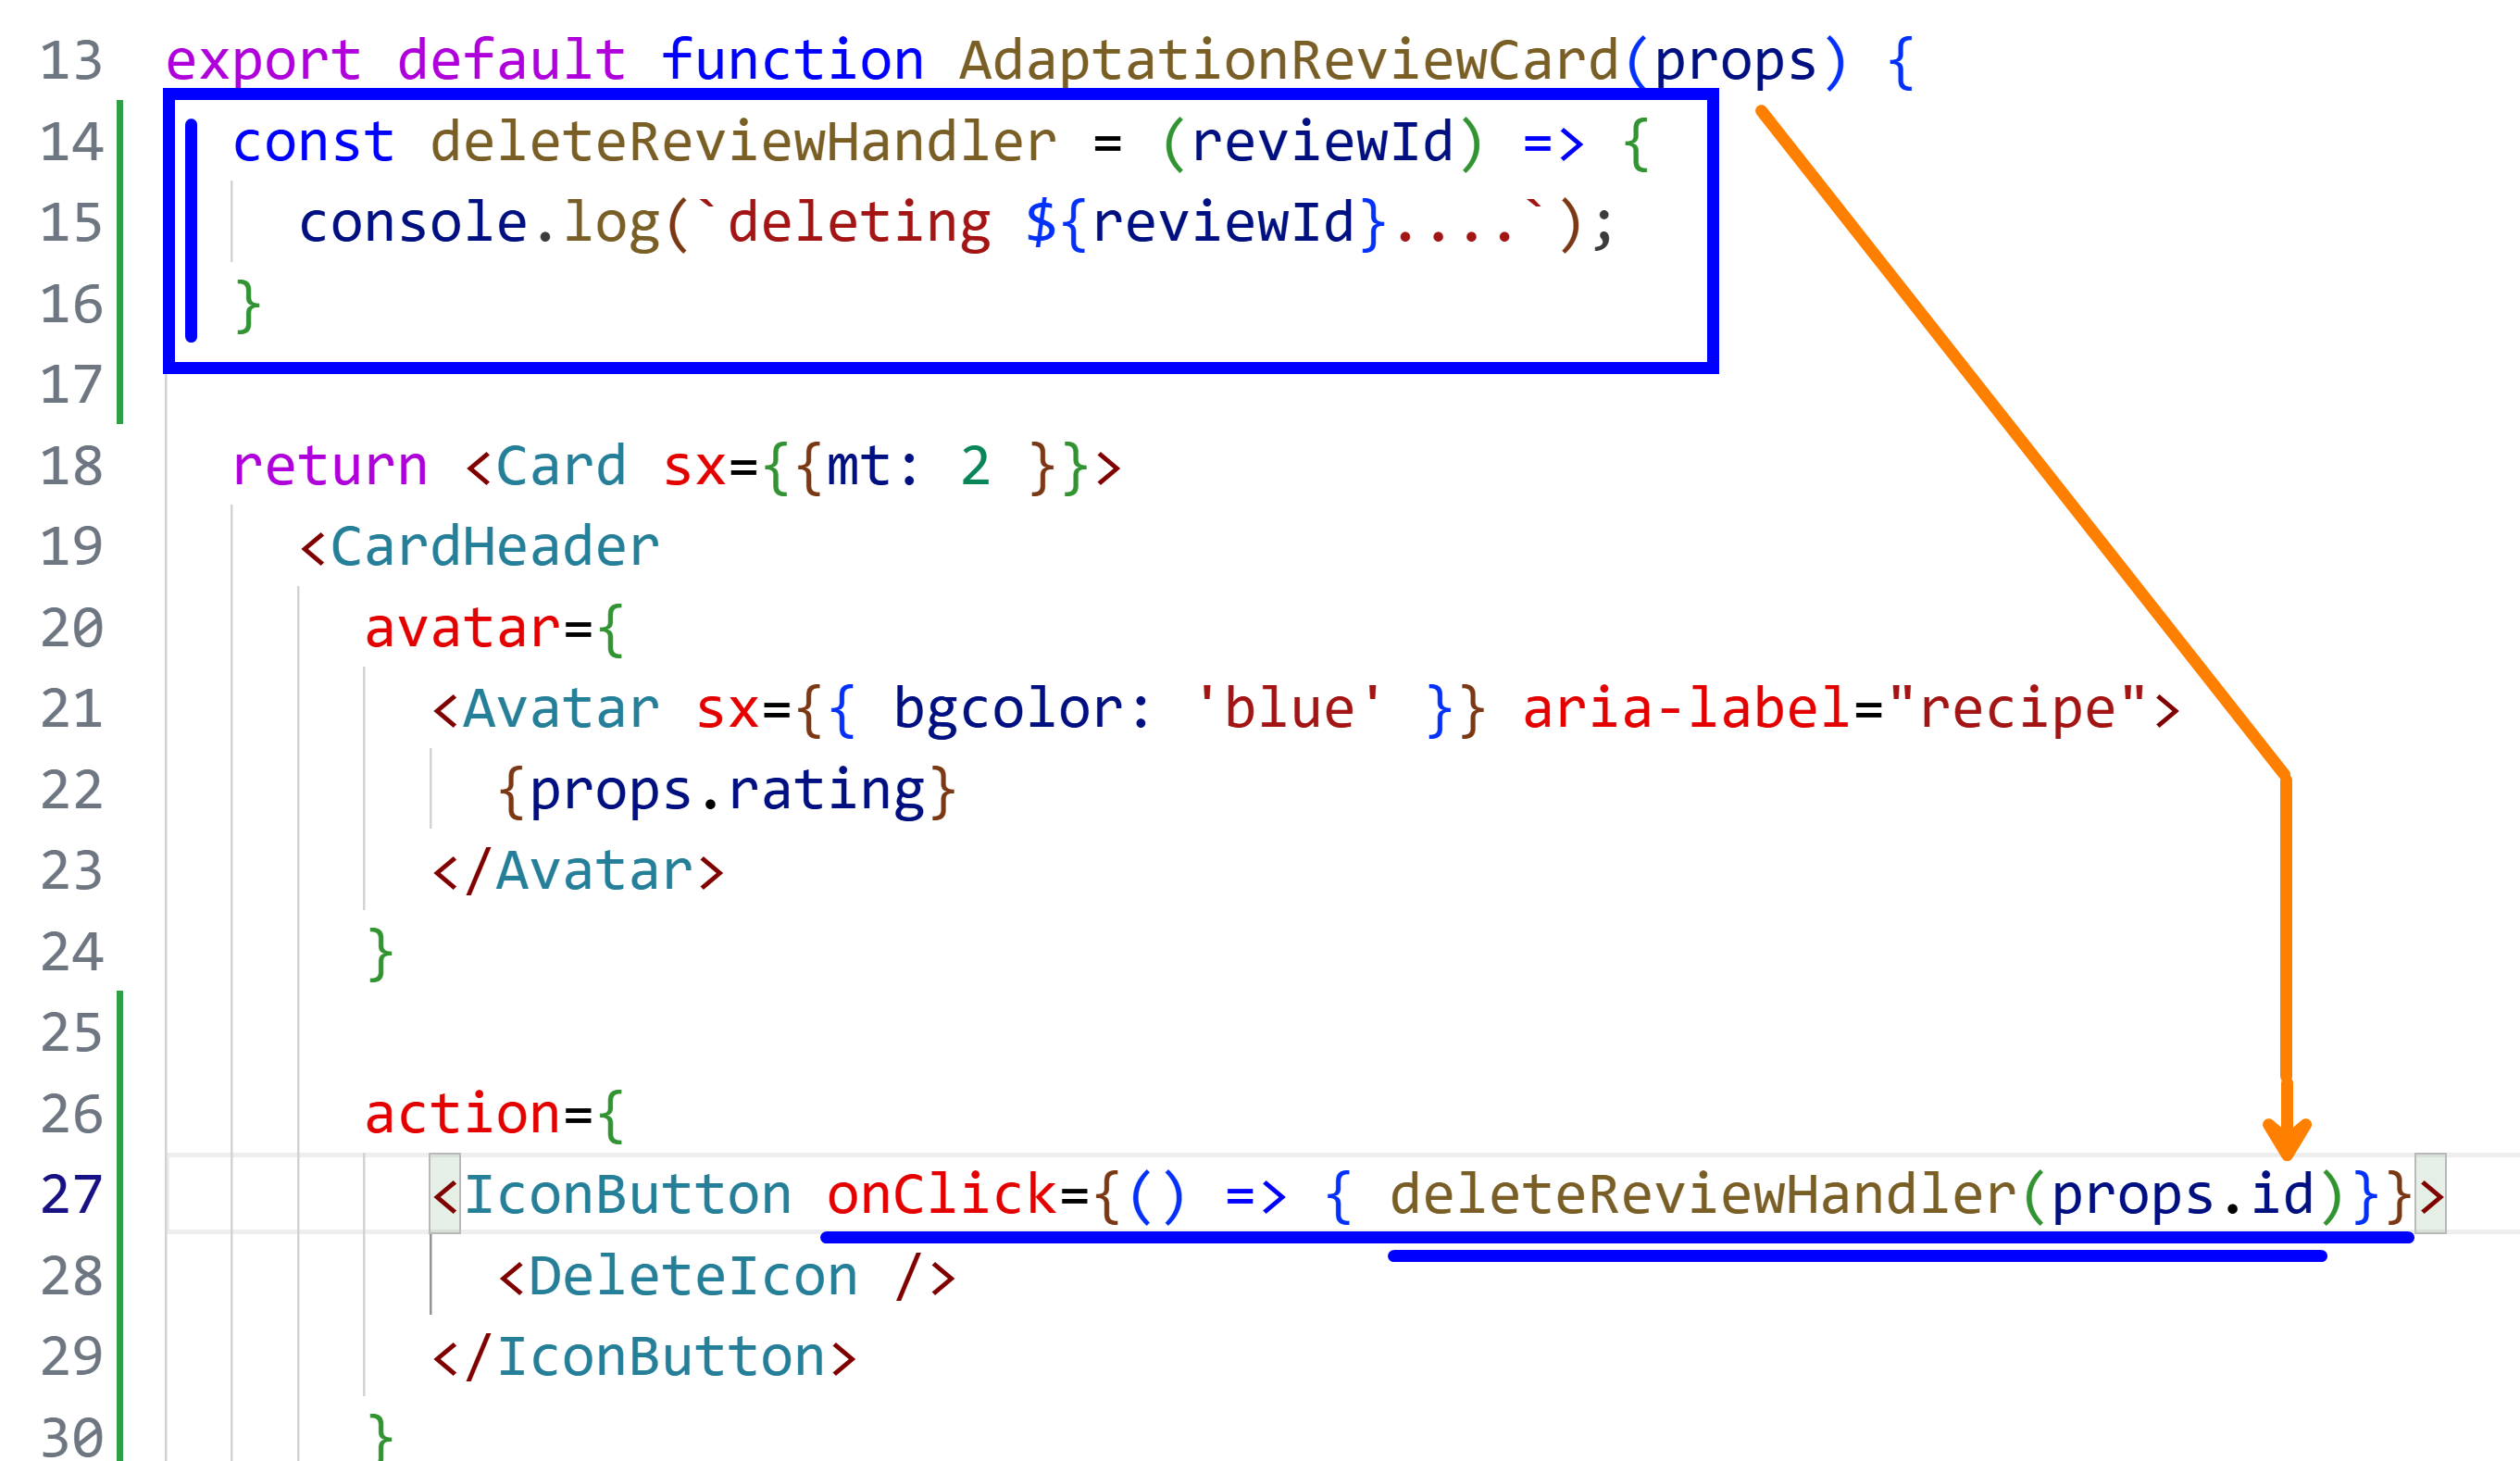 13 export default function AdaptationReviewCard(props) {
14 const deleteReviewHandler = (reviewId) => {
15 console.log(`deleting ${reviewId}....`);
16 }
17
18 return <Card sx={{mt: 2 }}>
19 <CardHeader
20 avatar={
21 <Avatar sx={{ bgcolor: 'blue' }} aria-label="recipe">
22 {props.rating}
23 </Avatar>
24 }
25
26 action={
27 <IconButton onClick={() => { deleteReviewHandler(props.id)}}>
28 <DeleteIcon />
29 </IconButton>
30 }